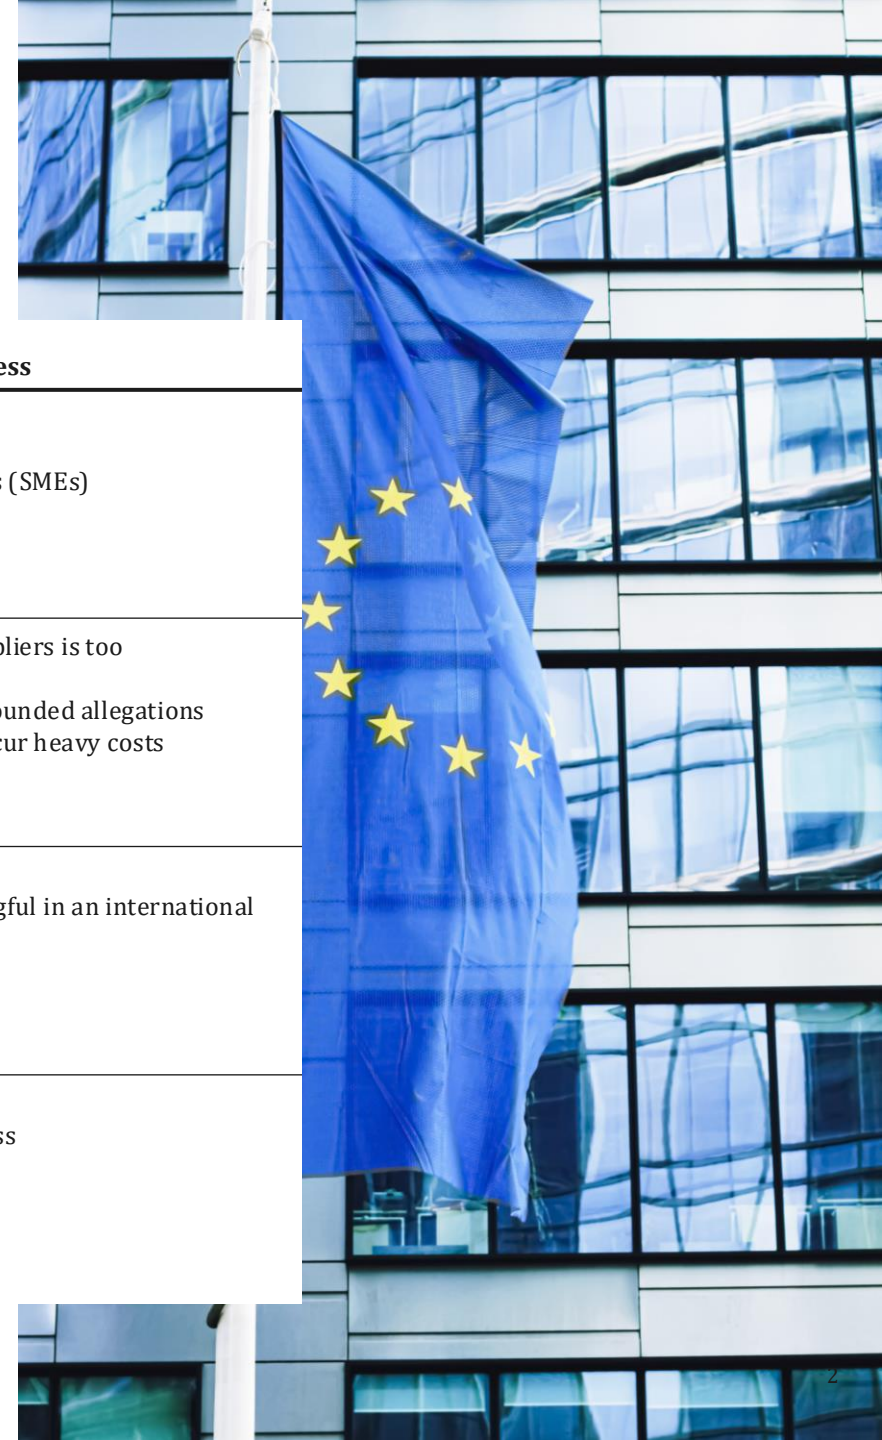 ess
s (SMEs)
pliers is too
ounded allegations
cur heavy costs
gful in an international
ss
2